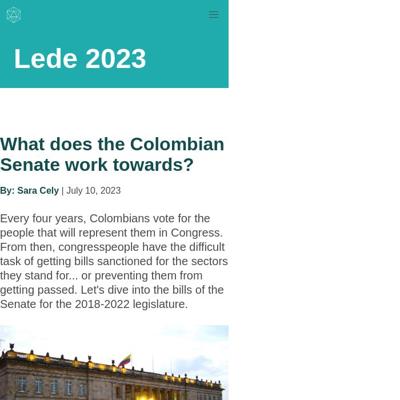 Lede 2023
What does the Colombian
Senate work towards?
By: Sara Cely | July 10, 2023
Every four years, Colombians vote for the
people that will represent them in Congress.
From then, congresspeople have the difficult
task of getting bills sanctioned for the sectors
they stand for... or preventing them from
getting passed. Let's dive into the bills of the
Senate for the 2018-2022 legislature.